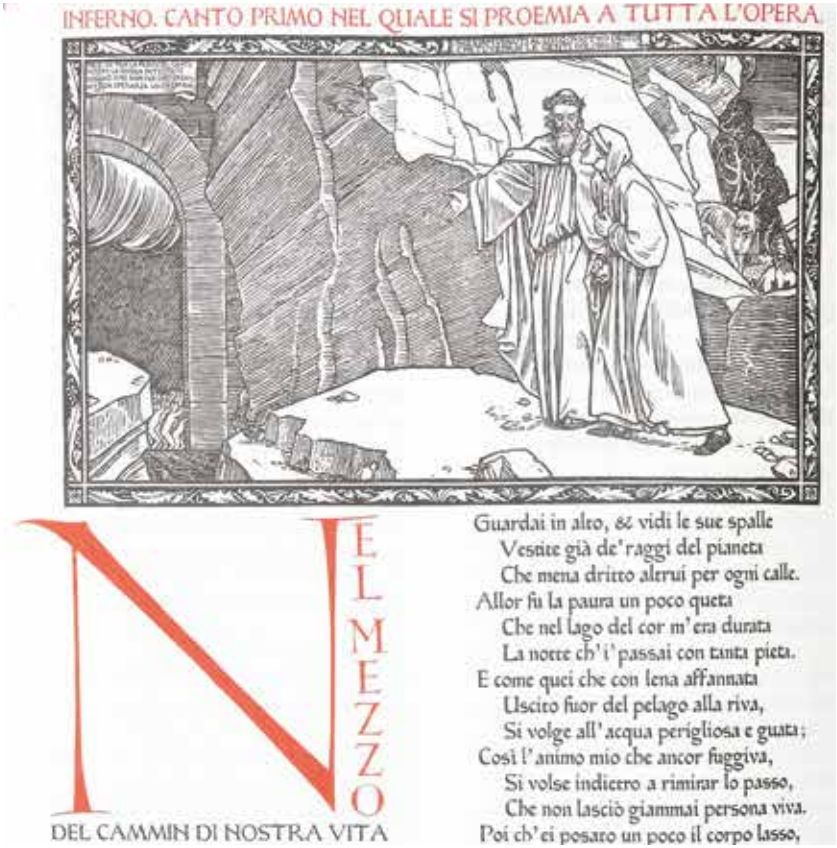 INFERNO. CANTO PRIMO NEL QUALE SI PROEMIA A TUTTA L'OPERA.
NEL MEZZO
DEL CAMMIN DI NOSTRA VITA
Guardai in alto, & vidi le sue spalle
Vestite già de' raggi del pianeta
Che mena dritto altrui per ogni calle.
Allor fu la paura un poco queta
Che nel lago del cor m'era durata
La notte ch'i' passai con tanta pieta.
E come quei che con lena affannata
Uscito fuor del pelago alla riva,
Si volge all'acqua perigliosa e guata;
Così l'animo mio che ancor fuggiva,
Si volse indietro a rimirar lo passo,
Che non lasciò giammai persona viva.
Poi ch'ei posato un poco il corpo lasso,